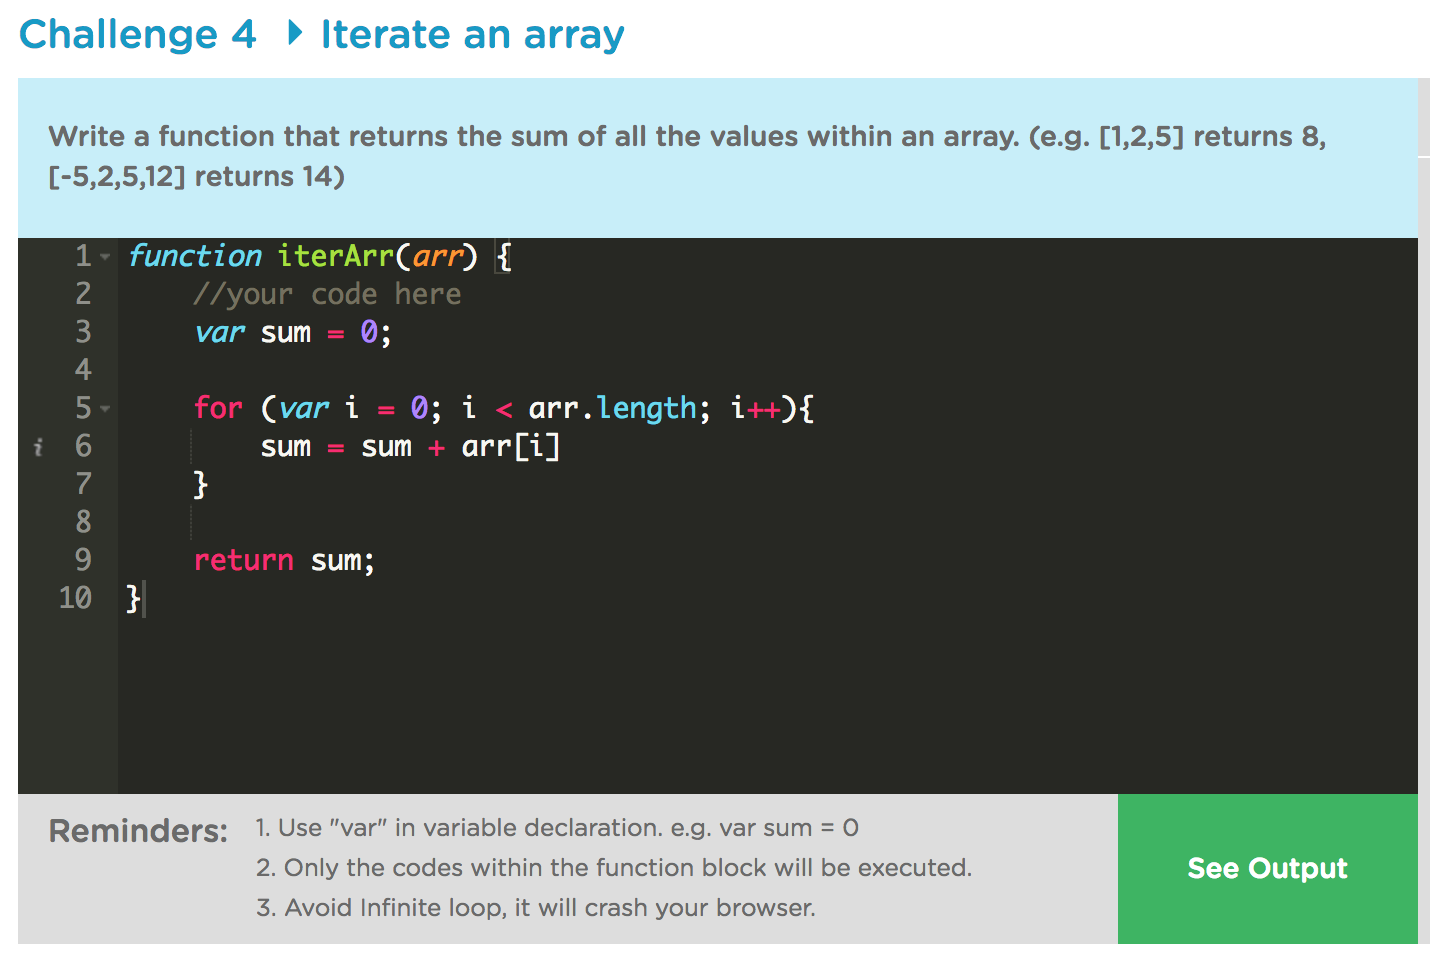 Challenge 4 ▸ Iterate an array
Write a function that returns the sum of all the values within an array. (e.g. [1,2,5] returns 8,
[-5,2,5,12] returns 14)
1 function iterArr(arr) {
2     //your code here
3     var sum = 0;
4
5     for (var i = 0; i < arr.length; i++){
i 6         sum = sum + arr[i]
7     }
8
9     return sum;
10 }
Reminders: 1. Use "var" in variable declaration. e.g. var sum = 0
2. Only the codes within the function block will be executed.
3. Avoid Infinite loop, it will crash your browser.
See Output